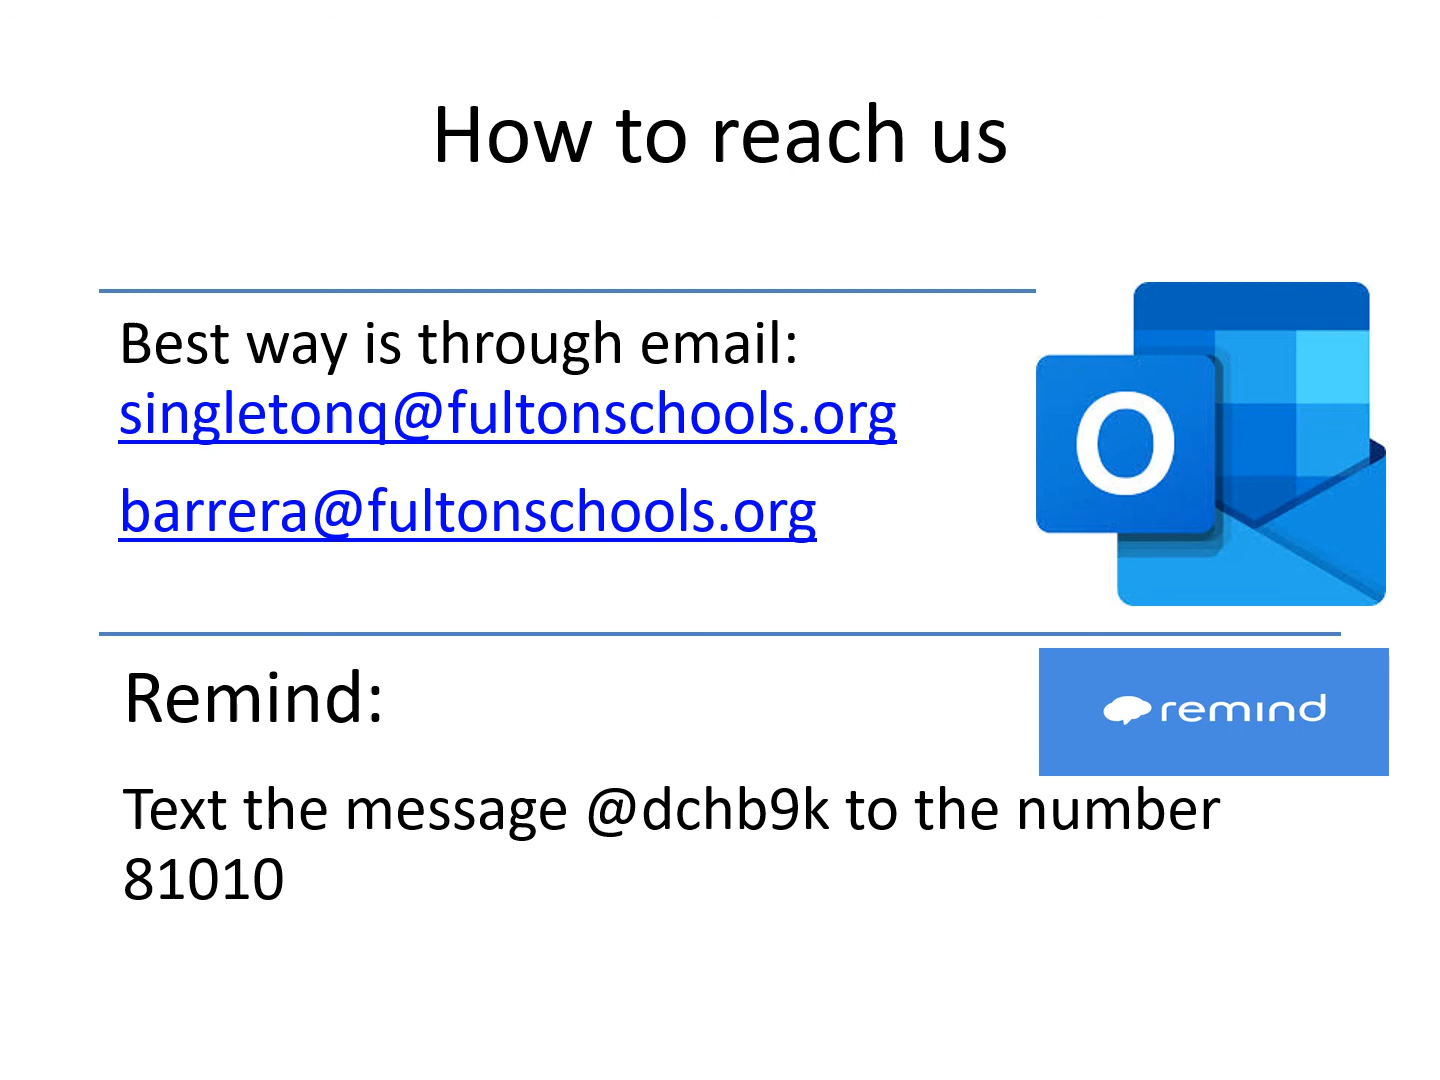 How to reach us
Best way is through email:
singletonq@fultonschools.org
barrera@fultonschools.org
O
Remind:
remind
Text the message @dchb9k to the number
81010